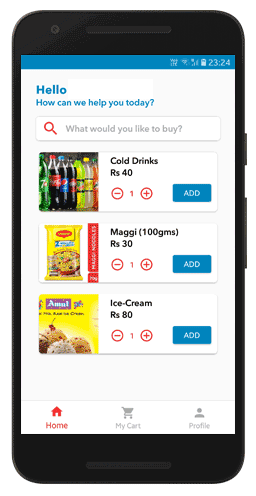 23:24
Hello
How can we help you today?
What would you like to buy?
Cold Drinks
Rs 40
1
ADD
Maggi (100gms)
Rs 30
1
ADD
MAGGI-NOODLES
70g
Ice-Cream
Rs 80
1
ADD
Amul
Home
My Cart
Profile